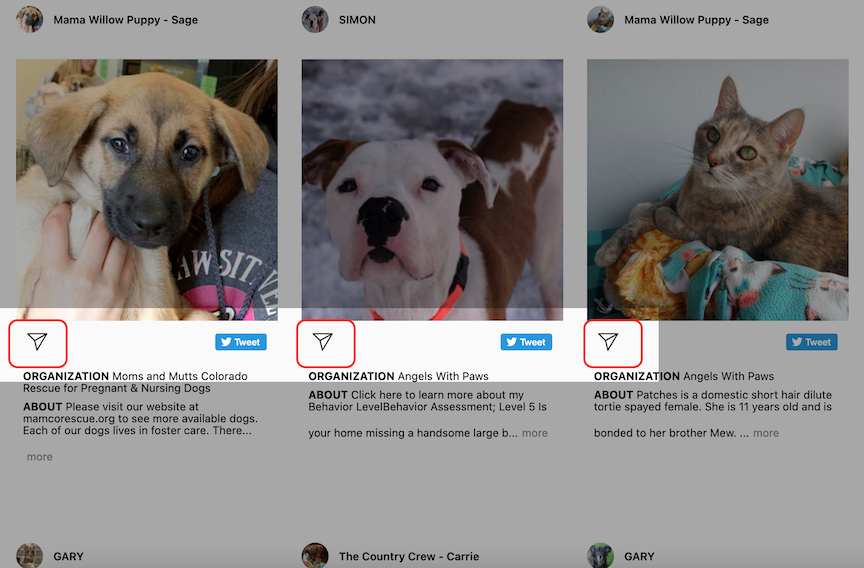 Mama Willow Puppy - Sage
SIMON
Mama Willow Puppy - Sage
AW SIT
Tweet
Tweet
Tweet
ORGANIZATION Moms and Mutts Colorado
Rescue for Pregnant & Nursing Dogs
ABOUT Please visit our website at
mamcorescue.org to see more available dogs.
Each of our dogs lives in foster care. There...
more
ORGANIZATION Angels With Paws
ABOUT Click here to learn more about my
Behavior LevelBehavior Assessment; Level 5 Is
your home missing a handsome large b... more
ORGANIZATION Angels With Paws
ABOUT Patches is a domestic short hair dilute
tortie spayed female. She is 11 years old and is
bonded to her brother Mew. ... more
GARY
The Country Crew - Carrie
GARY